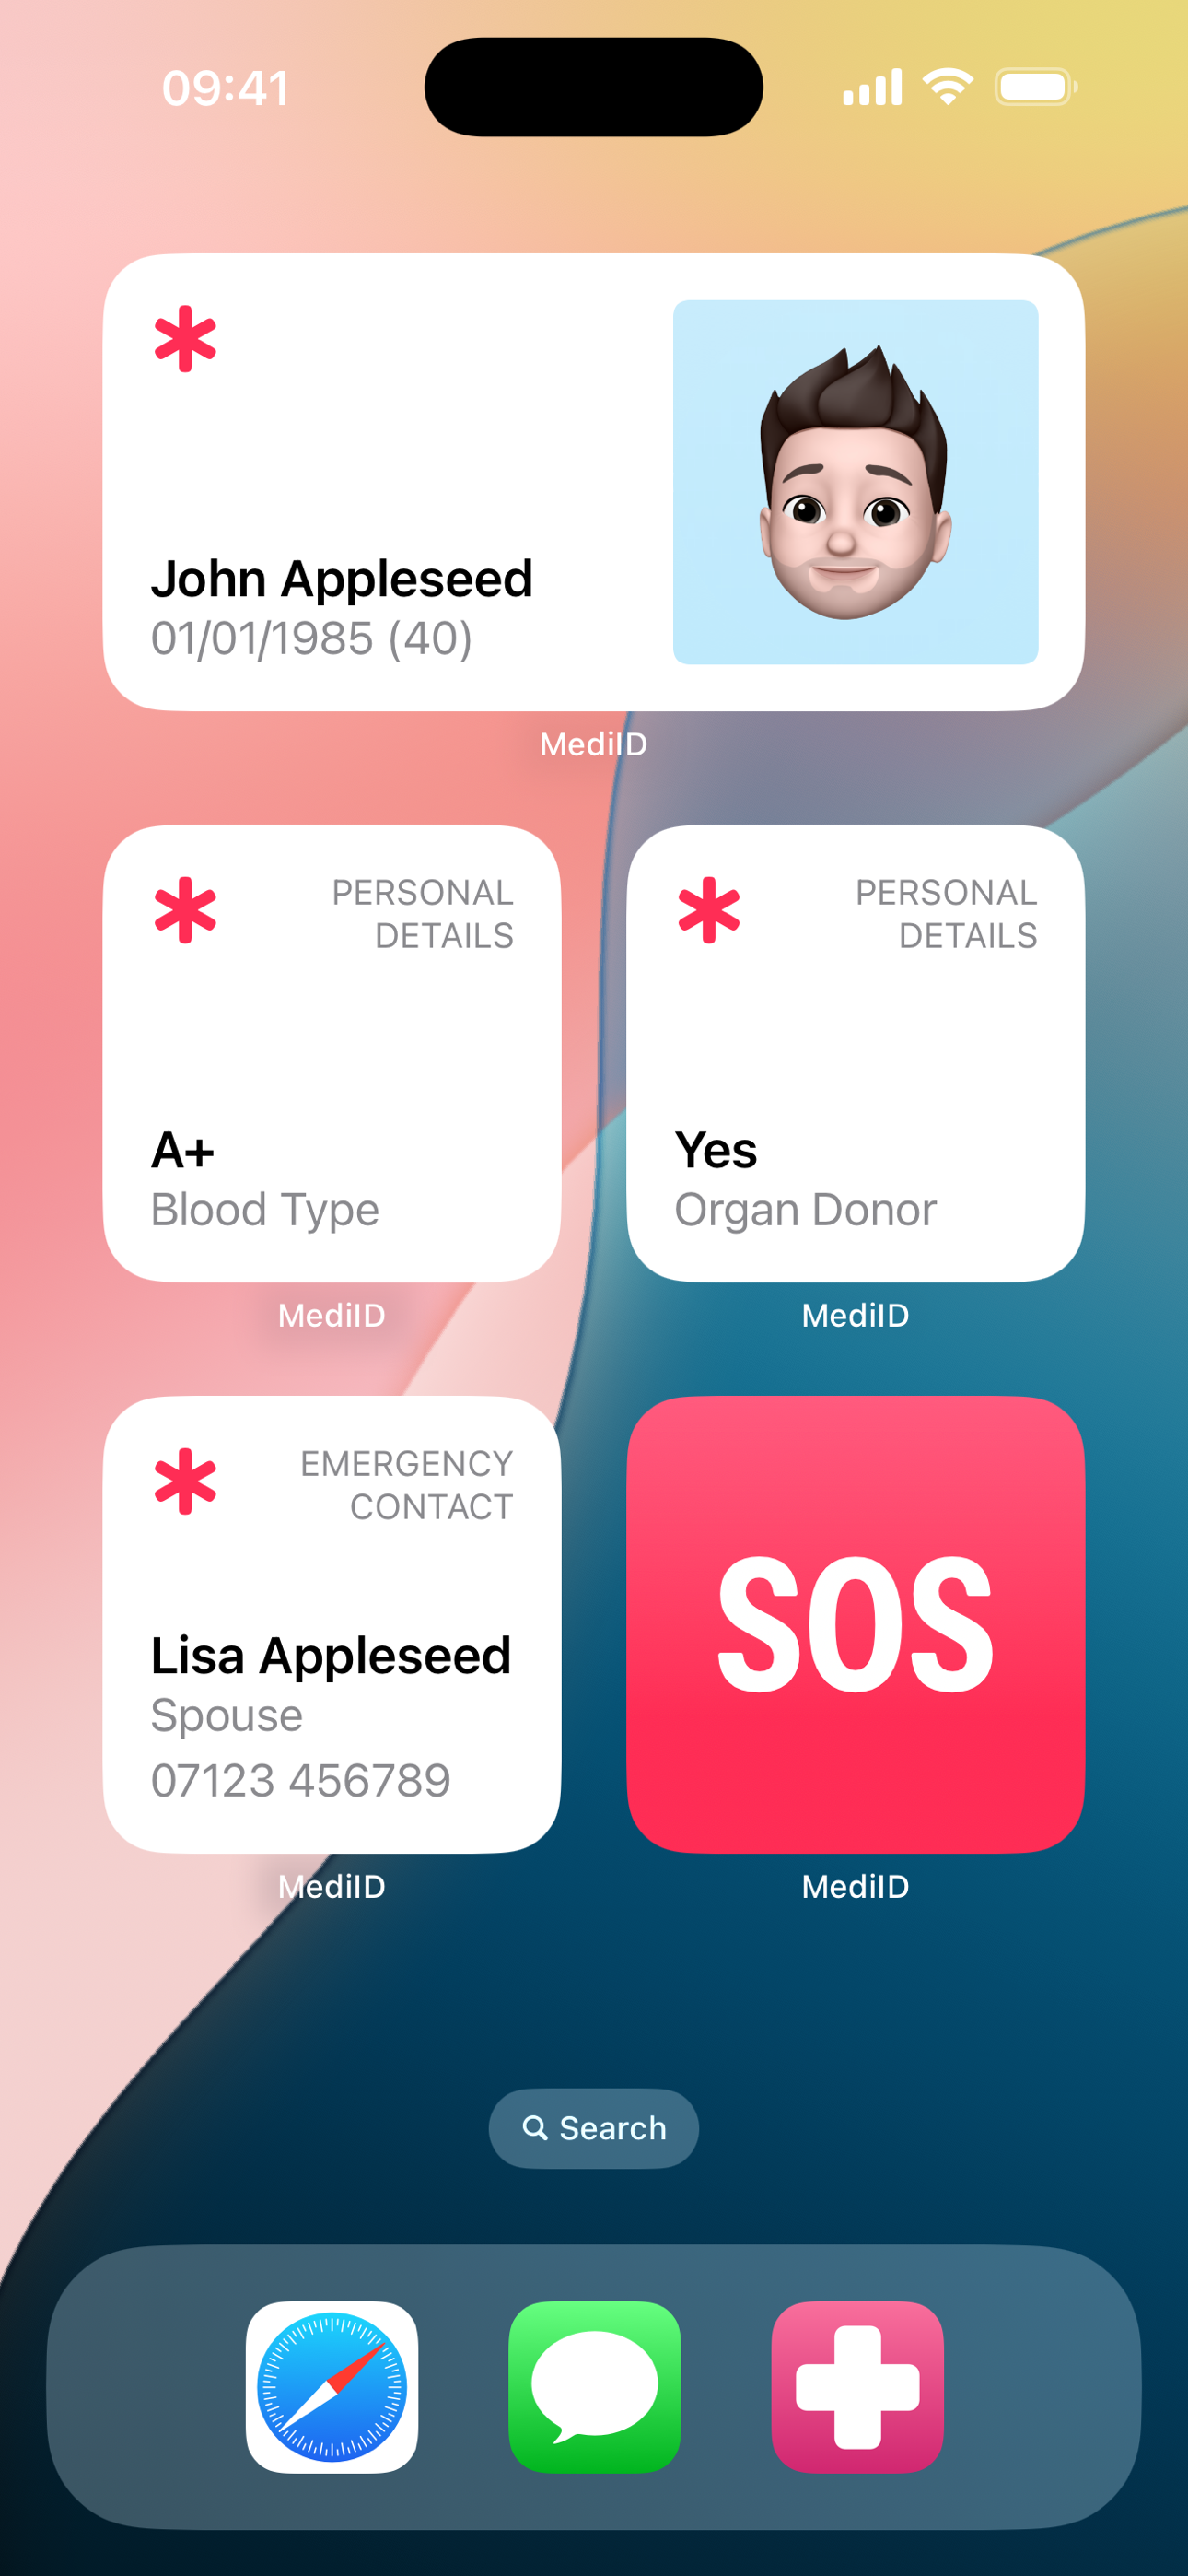 09:41
John Appleseed
01/01/1985 (40)
MediID
PERSONAL
DETAILS
A+
Blood Type
MediID
PERSONAL
DETAILS
Yes
Organ Donor
MediID
EMERGENCY
CONTACT
Lisa Appleseed
Spouse
07123 456789
MediID
SOS
MediID
Search